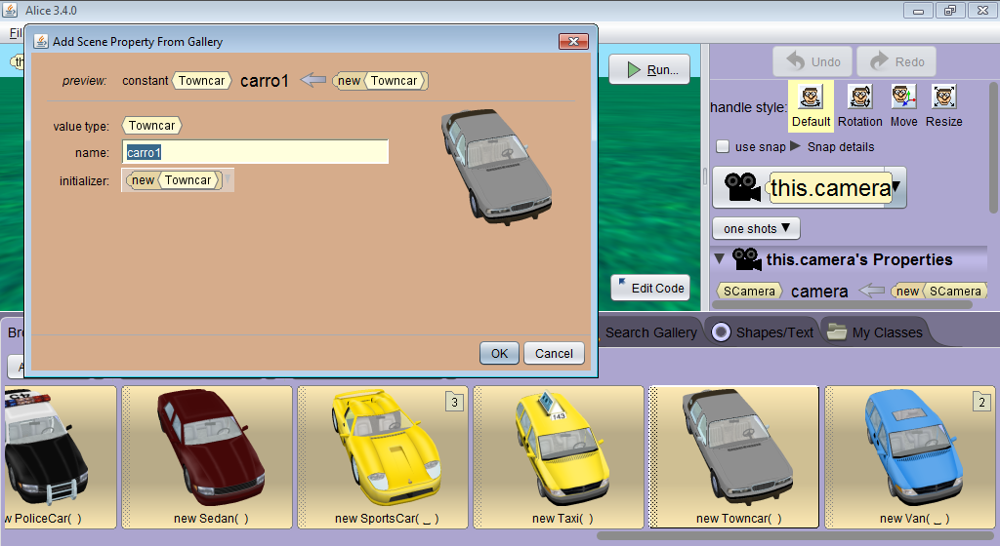 Alice 3.4.0
Add Scene Property From Gallery
preview: constant Towncar carro1 new Towncar
value type: Towncar
name: carro1
initializer: new Towncar
OK Cancel
Run...
Edit Code
Undo Redo
handle style: Default Rotation Move Resize
use snap Snap details
this.camera
one shots
this.camera's Properties
SCamera camera new SCamera
Search Gallery Shapes/Text My Classes
143
3
2
new Sedan( )
new SportsCar( _ )
new Taxi( )
new Towncar( )
new Van( _ )
PoliceCar( )